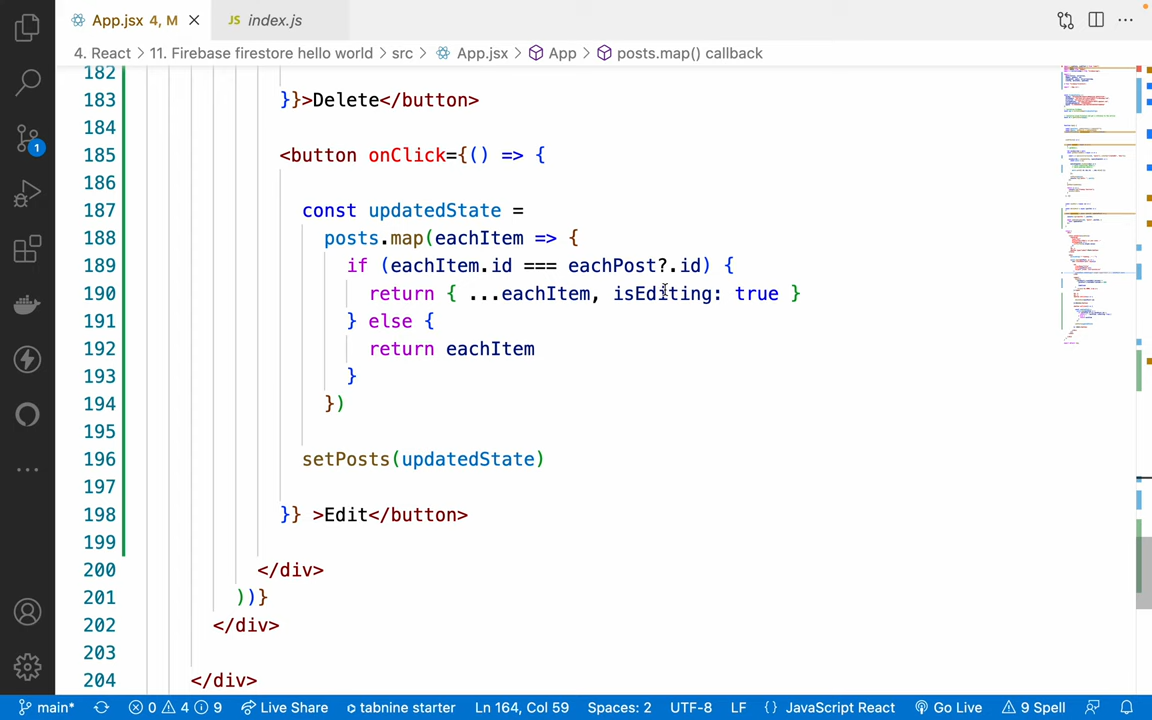 App.jsx 4, M
JS index.js
4. React > 11. Firebase firestore hello world > src > App.jsx > App > posts.map() callback
182
183 }}>Delete</button>
184
185 <button onClick={() => {
186
187 const updatedState =
188 posts.map(eachItem => {
189 if (eachItem.id === eachPost?.id) {
190 return { ...eachItem, isEditing: true }
191 } else {
192 return eachItem
193 }
194 })
195
196 setPosts(updatedState)
197
198 }} >Edit</button>
199
200 </div>
201 ))}
202 </div>
203
204 </div>
1
main* 0 4 9 Live Share tabnine starter Ln 164, Col 59 Spaces: 2 UTF-8 LF {} JavaScript React Go Live 9 Spell